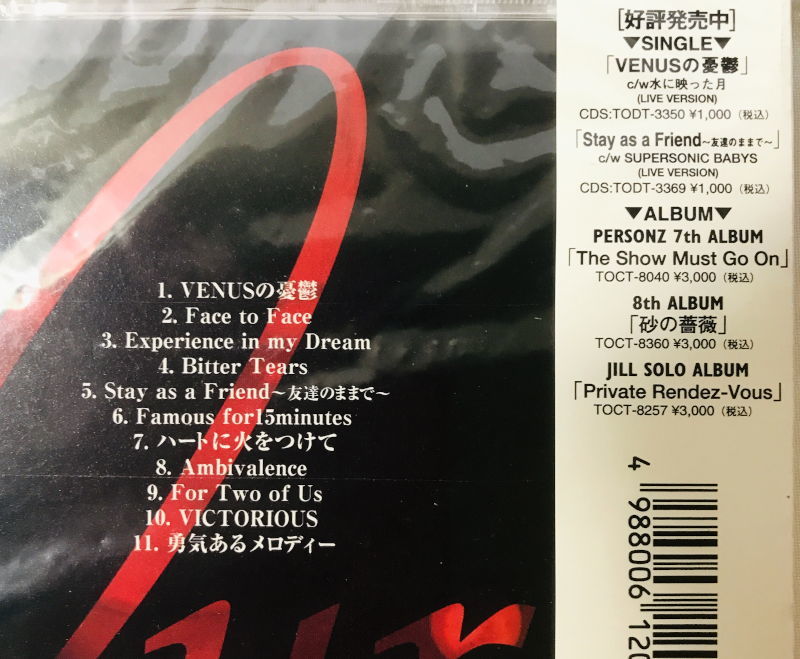 1. VENUSの憂鬱
2. Face to Face
3. Experience in my Dream
4. Bitter Tears
5. Stay as a Friend〜友達のままで〜
6. Famous for15minutes
7. ハートに火をつけて
8. Ambivalence
9. For Two of Us
10. VICTORIOUS
11. 勇気あるメロディー
[好評発売中]
▼SINGLE▼
「VENUSの憂鬱」
c/w水に映った月
(LIVE VERSION)
CDS:TODT-3350 ¥1,000（税込）
「Stay as a Friend〜友達のままで〜」
c/w SUPERSONIC BABYS
(LIVE VERSION)
CDS:TODT-3369 ¥1,000（税込）
▼ALBUM▼
PERSONZ 7th ALBUM
「The Show Must Go On」
TOCT-8040 ¥3,000（税込）
8th ALBUM
「砂の薔薇」
TOCT-8360 ¥3,000（税込）
JILL SOLO ALBUM
「Private Rendez-Vous」
TOCT-8257 ¥3,000（税込）
4 988006 120